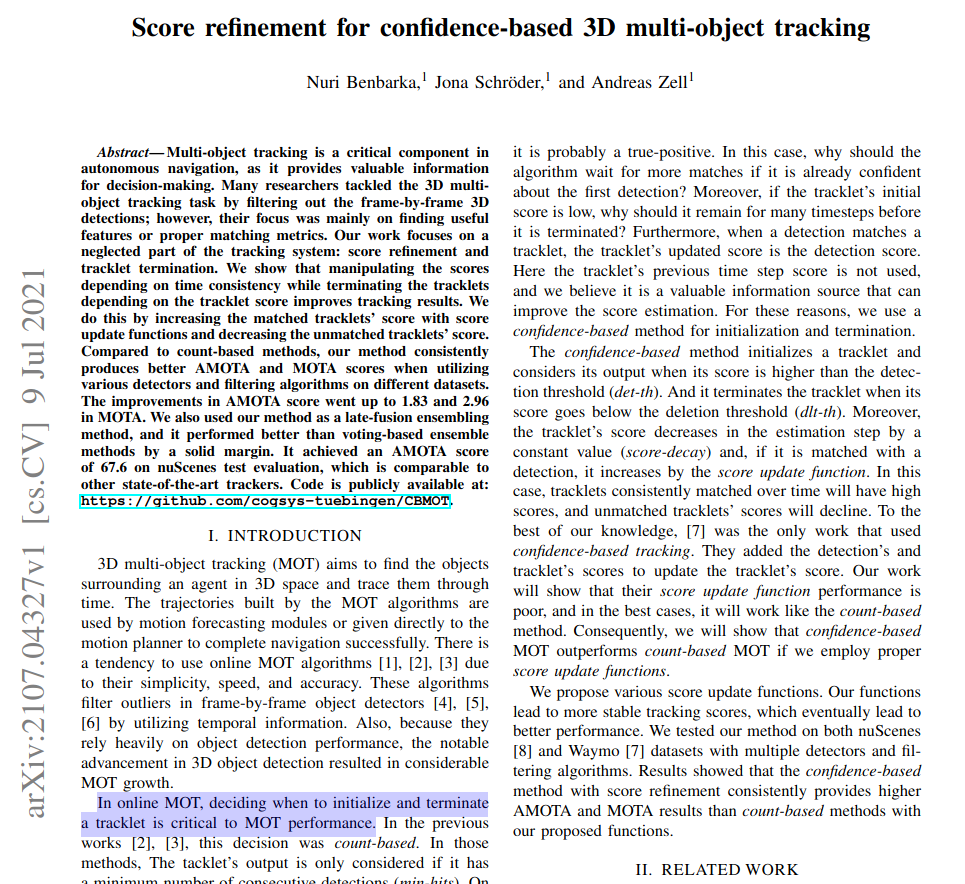 Score refinement for confidence-based 3D multi-object tracking
Nuri Benbarka,1 Jona Schröder,1 and Andreas Zell1
Abstract— Multi-object tracking is a critical component in
autonomous navigation, as it provides valuable information
for decision-making. Many researchers tackled the 3D multi-
object tracking task by filtering out the frame-by-frame 3D
detections; however, their focus was mainly on finding useful
features or proper matching metrics. Our work focuses on a
neglected part of the tracking system: score refinement and
tracklet termination. We show that manipulating the scores
depending on time consistency while terminating the tracklets
depending on the tracklet score improves tracking results. We
do this by increasing the matched tracklets' score with score
update functions and decreasing the unmatched tracklets' score.
Compared to count-based methods, our method consistently
produces better AMOTA and MOTA scores when utilizing
various detectors and filtering algorithms on different datasets.
The improvements in AMOTA score went up to 1.83 and 2.96
in MOTA. We also used our method as a late-fusion ensembling
method, and it performed better than voting-based ensemble
methods by a solid margin. It achieved an AMOTA score
of 67.6 on nuScenes test evaluation, which is comparable to
other state-of-the-art trackers. Code is publicly available at:
https://github.com/cogsys-tuebingen/CBMOT.
I. INTRODUCTION
3D multi-object tracking (MOT) aims to find the objects
surrounding an agent in 3D space and trace them through
time. The trajectories built by the MOT algorithms are
used by motion forecasting modules or given directly to the
motion planner to complete navigation successfully. There is
a tendency to use online MOT algorithms [1], [2], [3] due
to their simplicity, speed, and accuracy. These algorithms
filter outliers in frame-by-frame object detectors [4], [5],
[6] by utilizing temporal information. Also, because they
rely heavily on object detection performance, the notable
advancement in 3D object detection resulted in considerable
MOT growth.
In online MOT, deciding when to initialize and terminate
a tracklet is critical to MOT performance. In the previous
works [2], [3], this decision was count-based. In those
methods, The tacklet's output is only considered if it has
a minimum number of consecutive detections (min-hits). On
it is probably a true-positive. In this case, why should the
algorithm wait for more matches if it is already confident
about the first detection? Moreover, if the tracklet's initial
score is low, why should it remain for many timesteps before
it is terminated? Furthermore, when a detection matches a
tracklet, the tracklet's updated score is the detection score.
Here the tracklet's previous time step score is not used,
and we believe it is a valuable information source that can
improve the score estimation. For these reasons, we use a
confidence-based method for initialization and termination.
The confidence-based method initializes a tracklet and
considers its output when its score is higher than the detec-
tion threshold (det-th). And it terminates the tracklet when its
score goes below the deletion threshold (dlt-th). Moreover,
the tracklet's score decreases in the estimation step by a
constant value (score-decay) and, if it is matched with a
detection, it increases by the score update function. In this
case, tracklets consistently matched over time will have high
scores, and unmatched tracklets' scores will decline. To the
best of our knowledge, [7] was the only work that used
confidence-based tracking. They added the detection's and
tracklet's scores to update the tracklet's score. Our work
will show that their score update function performance is
poor, and in the best cases, it will work like the count-based
method. Consequently, we will show that confidence-based
MOT outperforms count-based MOT if we employ proper
score update functions.
We propose various score update functions. Our functions
lead to more stable tracking scores, which eventually lead to
better performance. We tested our method on both nuScenes
[8] and Waymo [7] datasets with multiple detectors and fil-
tering algorithms. Results showed that the confidence-based
method with score refinement consistently provides higher
AMOTA and MOTA results than count-based methods with
our proposed functions.
II. RELATED WORK
arXiv:2107.04327v1 [cs.CV] 9 Jul 2021